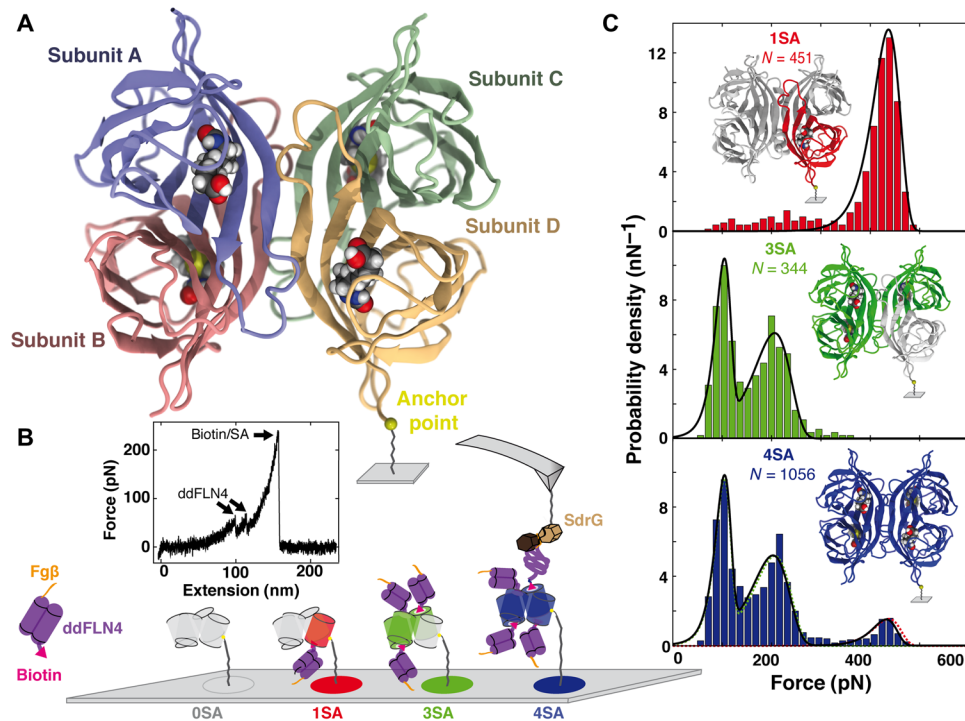 A
Subunit A
Subunit C
Subunit D
Subunit B
Anchor
point
B
Force (pN)
200
100
0
Biotin/SA
ddFLN4
0
100
200
Extension (nm)
SdrG
Fgβ
ddFLN4
Biotin
0SA
1SA
3SA
4SA
C
Probability density (nN⁻¹)
12
8
4
0
1SA
N = 451
8
4
0
3SA
N = 344
8
4
0
4SA
N = 1056
0
200
400
600
Force (pN)